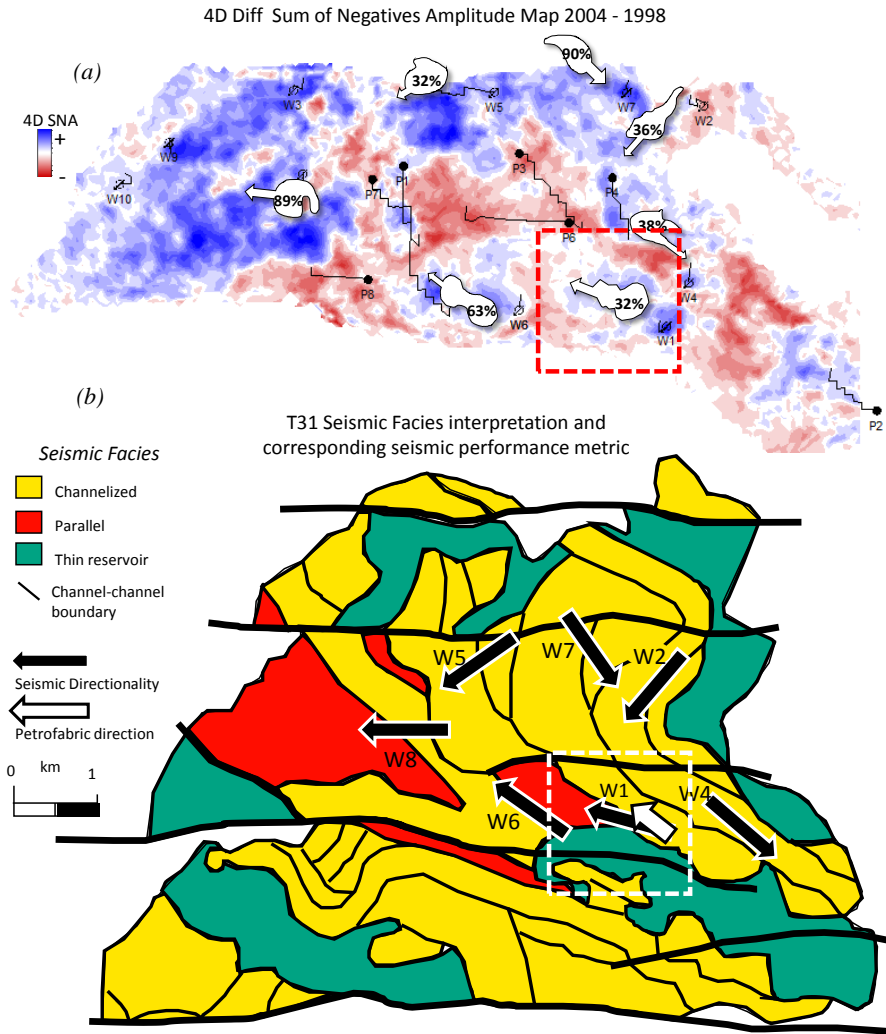 4D Diff Sum of Negatives Amplitude Map 2004 - 1998
(a)
90%
32%
4D SNA
+
-
W3
W5
W7
W2
36%
W9
W10
P7
P1
P3
P4
89%
38%
P6
P8
63%
W6
32%
W4
W1
(b)
P2
T31 Seismic Facies interpretation and
corresponding seismic performance metric
Seismic Facies
Channelized
Parallel
Thin reservoir
Channel-channel
boundary
Seismic Directionality
Petrofabric direction
0 km 1
W5
W7
W2
W8
W6
W1
W4